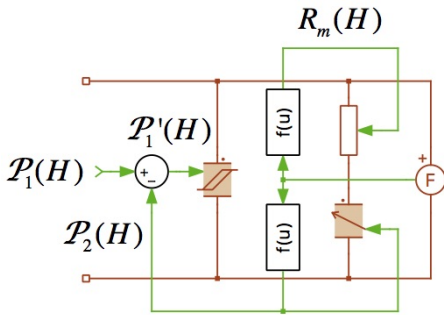 R_m(H)
𝒫_1'(H)
f(u)
𝒫_1(H)
+
−
+
F
𝒫_2(H)
f(u)